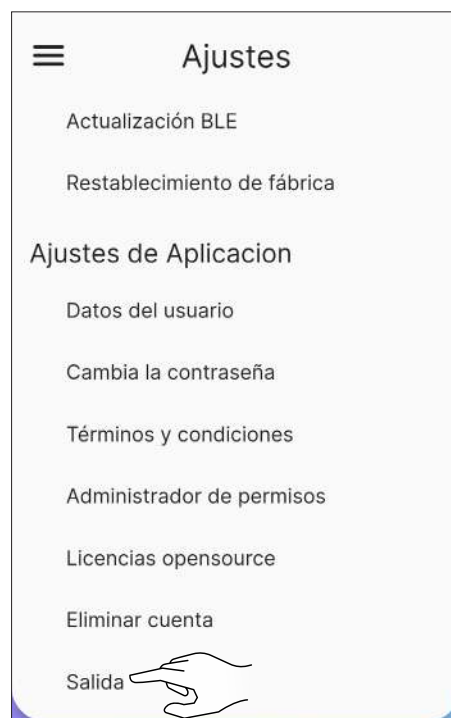 Ajustes
Actualización BLE
Restablecimiento de fábrica
Ajustes de Aplicacion
Datos del usuario
Cambia la contraseña
Términos y condiciones
Administrador de permisos
Licencias opensource
Eliminar cuenta
Salida